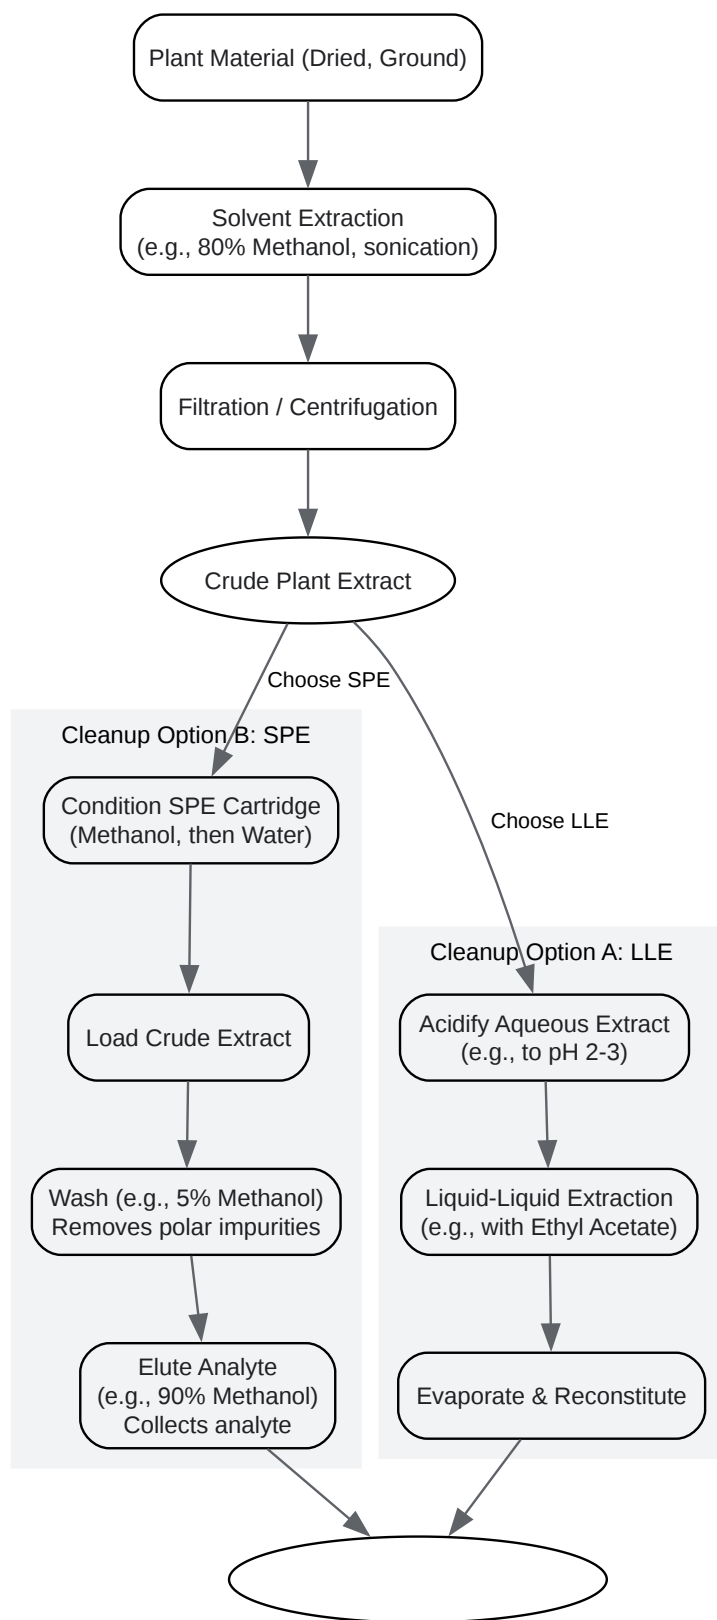 Plant Material (Dried, Ground)
Solvent Extraction
(e.g., 80% Methanol, sonication)
Filtration / Centrifugation
Crude Plant Extract
Choose SPE
Choose LLE
Cleanup Option B: SPE
Condition SPE Cartridge
(Methanol, then Water)
Load Crude Extract
Wash (e.g., 5% Methanol)
Removes polar impurities
Elute Analyte
(e.g., 90% Methanol)
Collects analyte
Cleanup Option A: LLE
Acidify Aqueous Extract
(e.g., to pH 2-3)
Liquid-Liquid Extraction
(e.g., with Ethyl Acetate)
Evaporate & Reconstitute